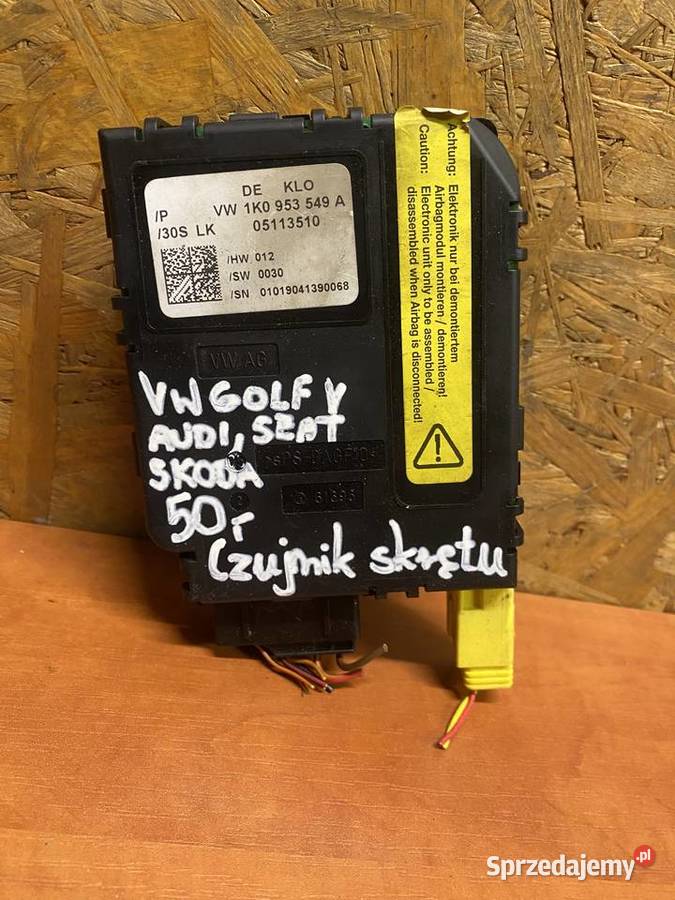 DE KLO
/P VW 1K0 953 549 A
/30S LK 05113510
/HW 012
/SW 0030
/SN 01019041390068
Achtung: Elektronik nur bei demontiertem
Airbagmodul montieren / demontieren!
Caution: Electronic unit only to be assembled /
disassembled when Airbag is disconnected!
VW AG
VW GOLF V
AUDI, SEAT
SKODA
50r
Czujnik skrętu
Sprzedajemy.pl